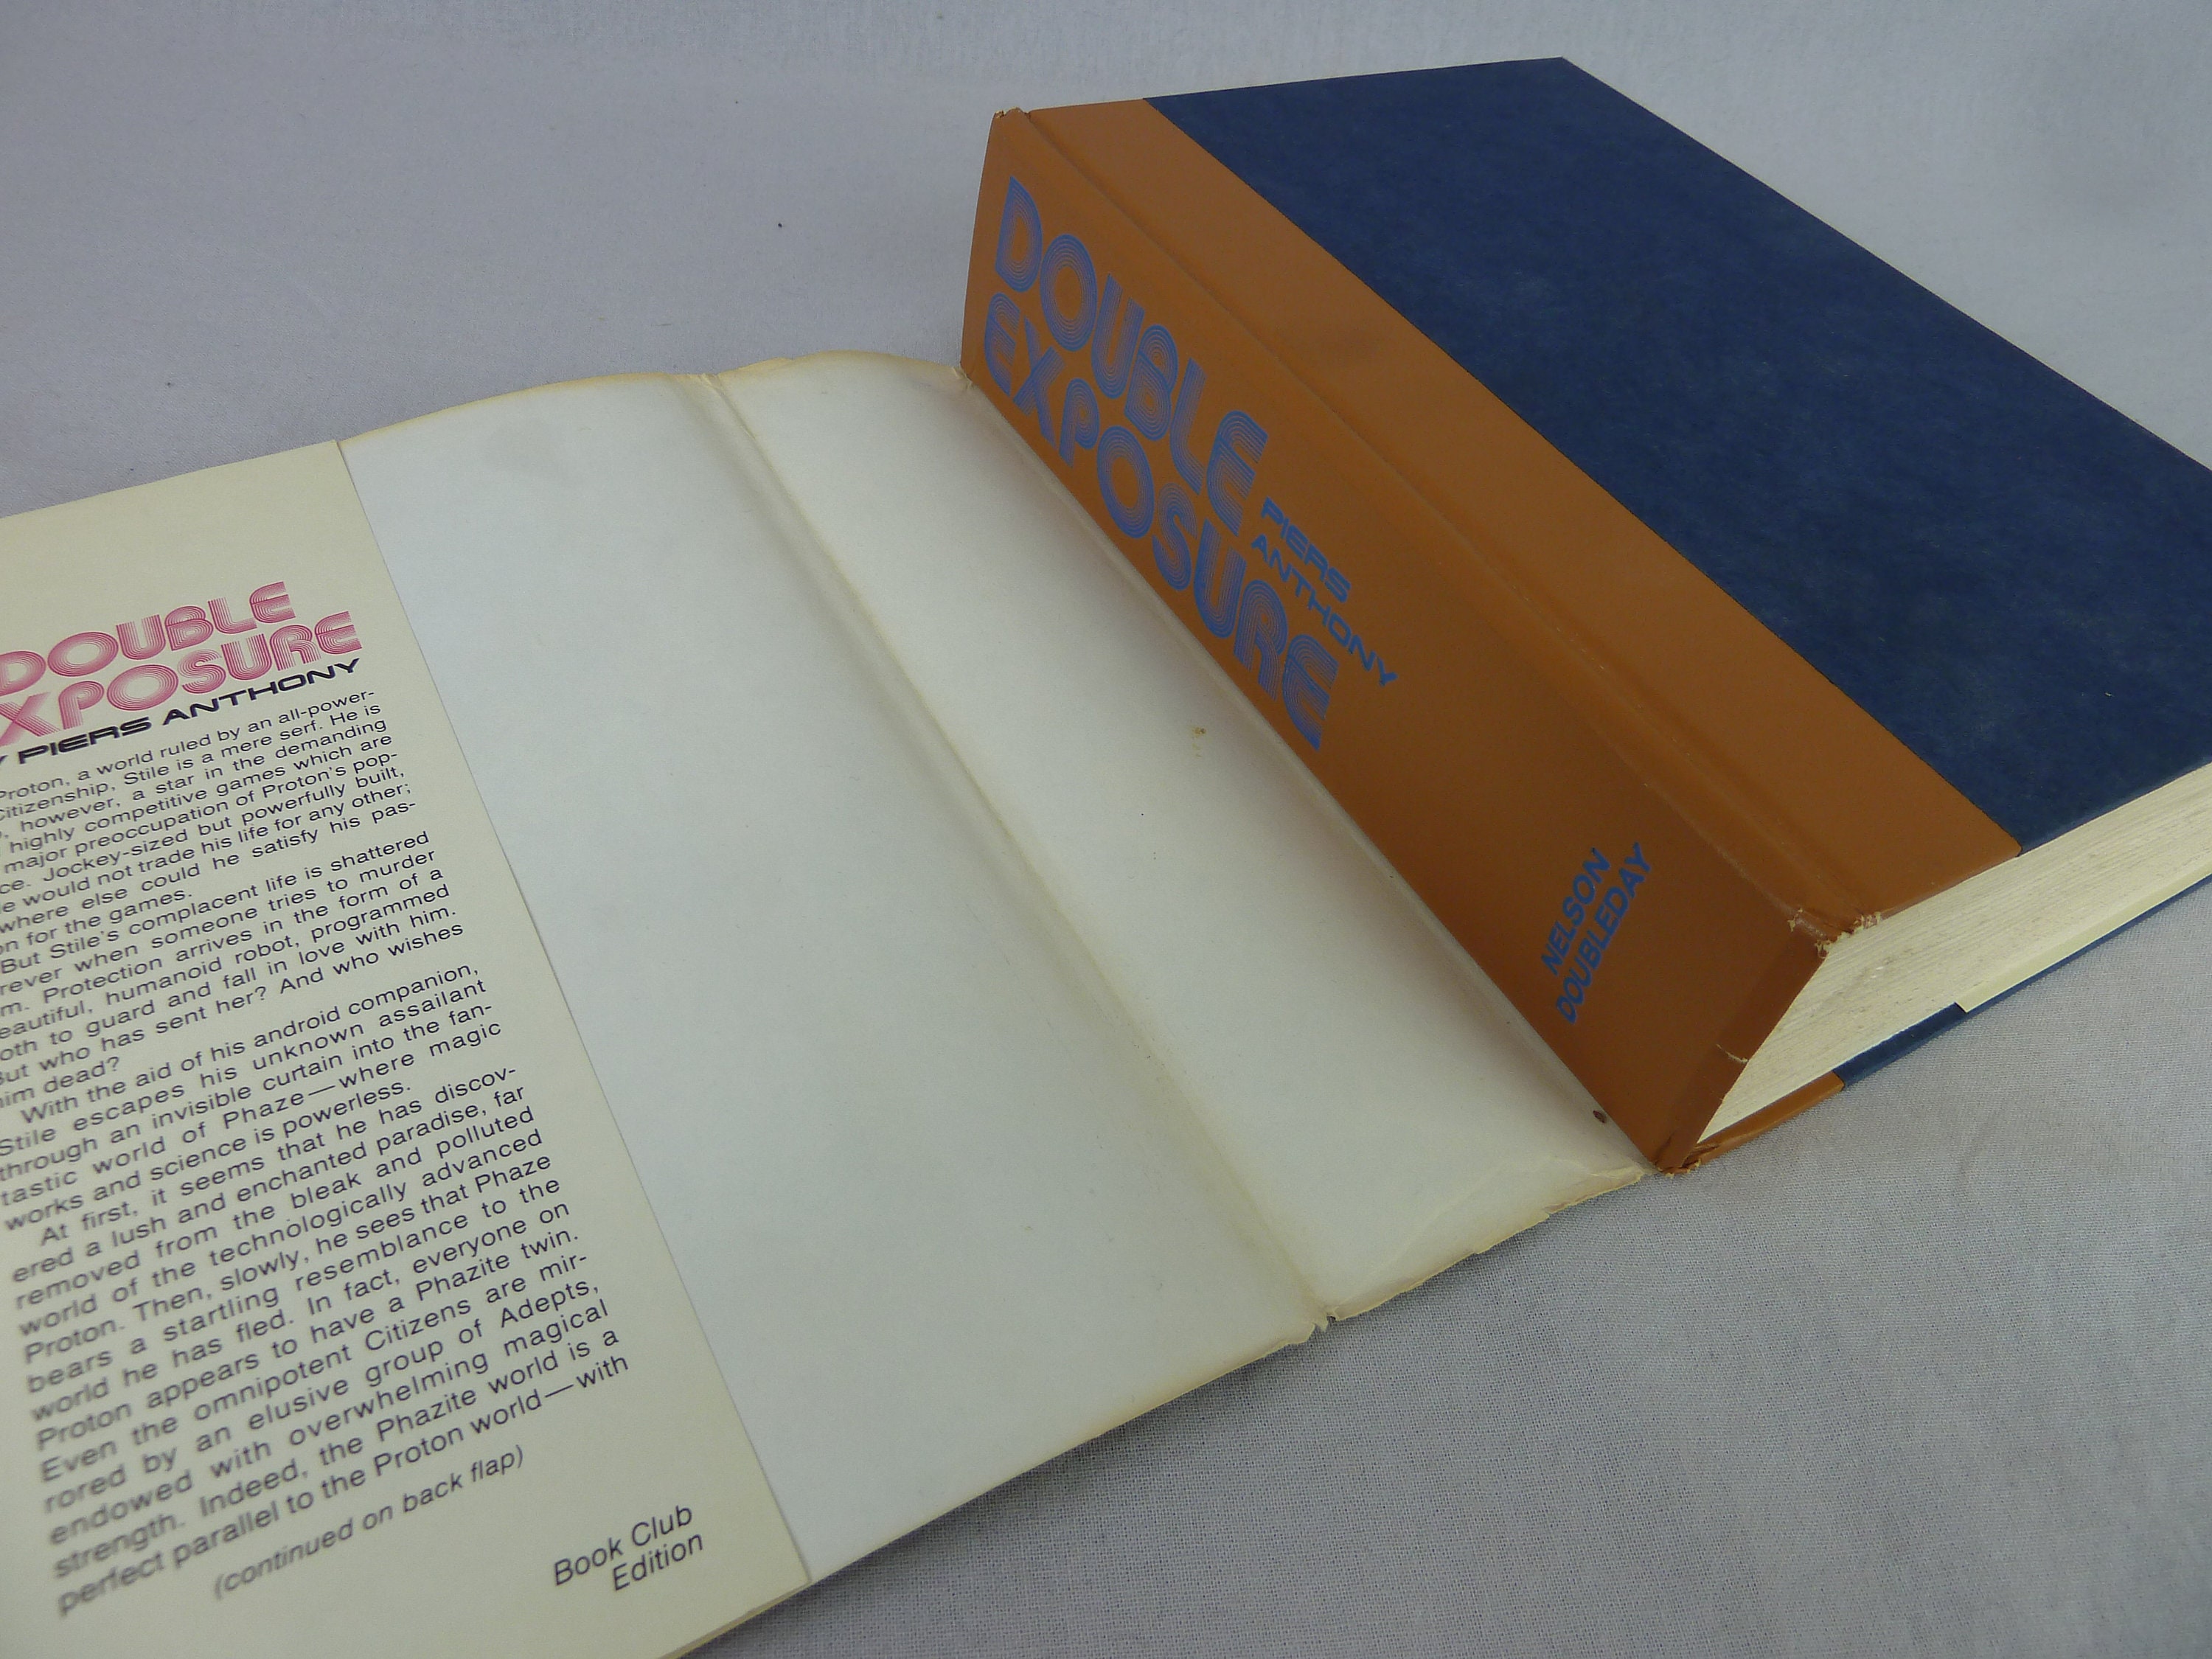 DOUBLE
XPOSURE
PIERS ANTHONY
Proton, a world ruled by an all-power-
Citizenship, Stile is a mere serf. He is
however, a star in the demanding
highly competitive games which are
major preoccupation of Proton's pop-
ce. Jockey-sized but powerfully built,
e would not trade his life for any other;
where else could he satisfy his pas-
on for the games.
But Stile's complacent life is shattered
rever when someone tries to murder
m. Protection arrives in the form of a
eautiful, humanoid robot, programmed
oth to guard and fall in love with him.
But who has sent her? And who wishes
him dead?
With the aid of his android companion,
Stile escapes his unknown assailant
through an invisible curtain into the fan-
tastic world of Phaze—where magic
works and science is powerless.
At first, it seems that he has discov-
ered a lush and enchanted paradise, far
removed from the bleak and polluted
world of the technologically advanced
Proton. Then, slowly, he sees that Phaze
bears a startling resemblance to the
world he has fled. In fact, everyone on
Proton appears to have a Phazite twin.
Even the omnipotent Citizens are mir-
rored by an elusive group of Adepts,
endowed with overwhelming magical
strength. Indeed, the Phazite world is a
perfect parallel to the Proton world—with
(continued on back flap)
Book Club
Edition
DOUBLE
EXPOSURE
PIERS
ANTHONY
NELSON
DOUBLEDAY